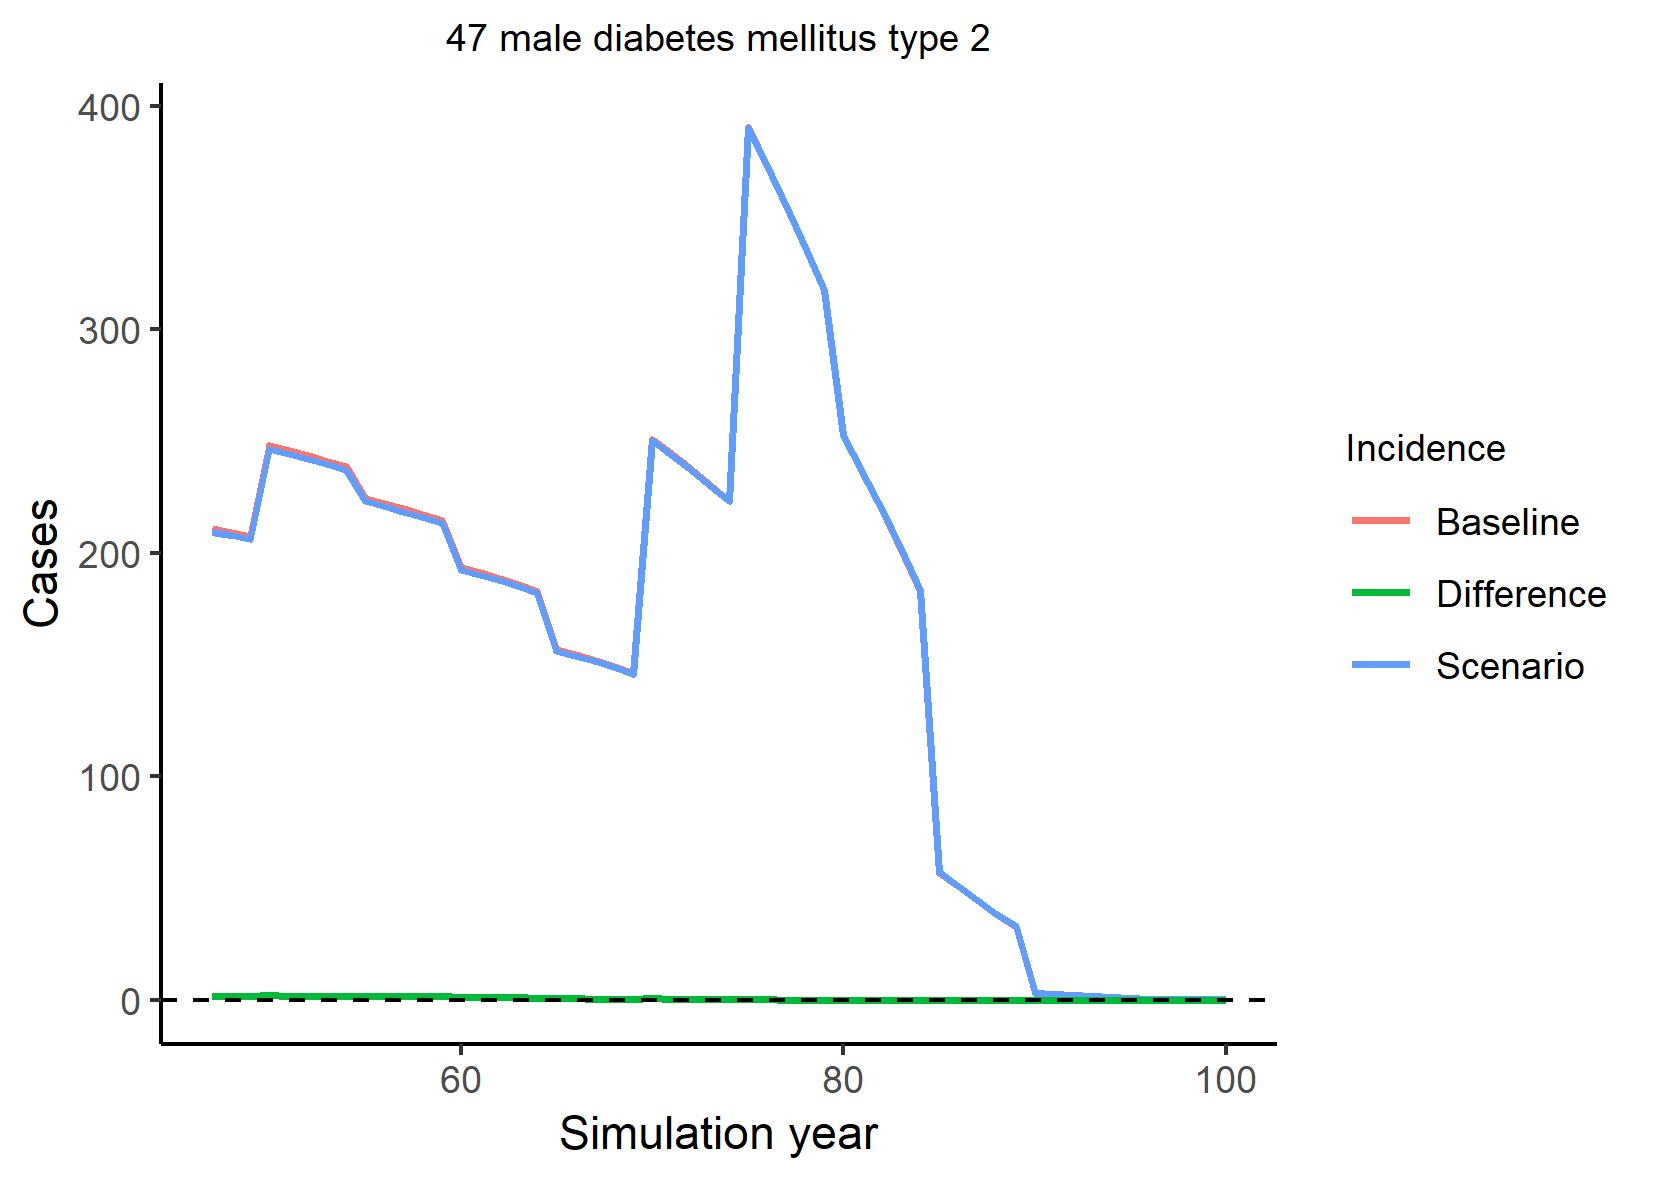 47 male diabetes mellitus type 2
400
300
200
100
0
Cases
60
80
100
Simulation year
Incidence
Baseline
Difference
Scenario